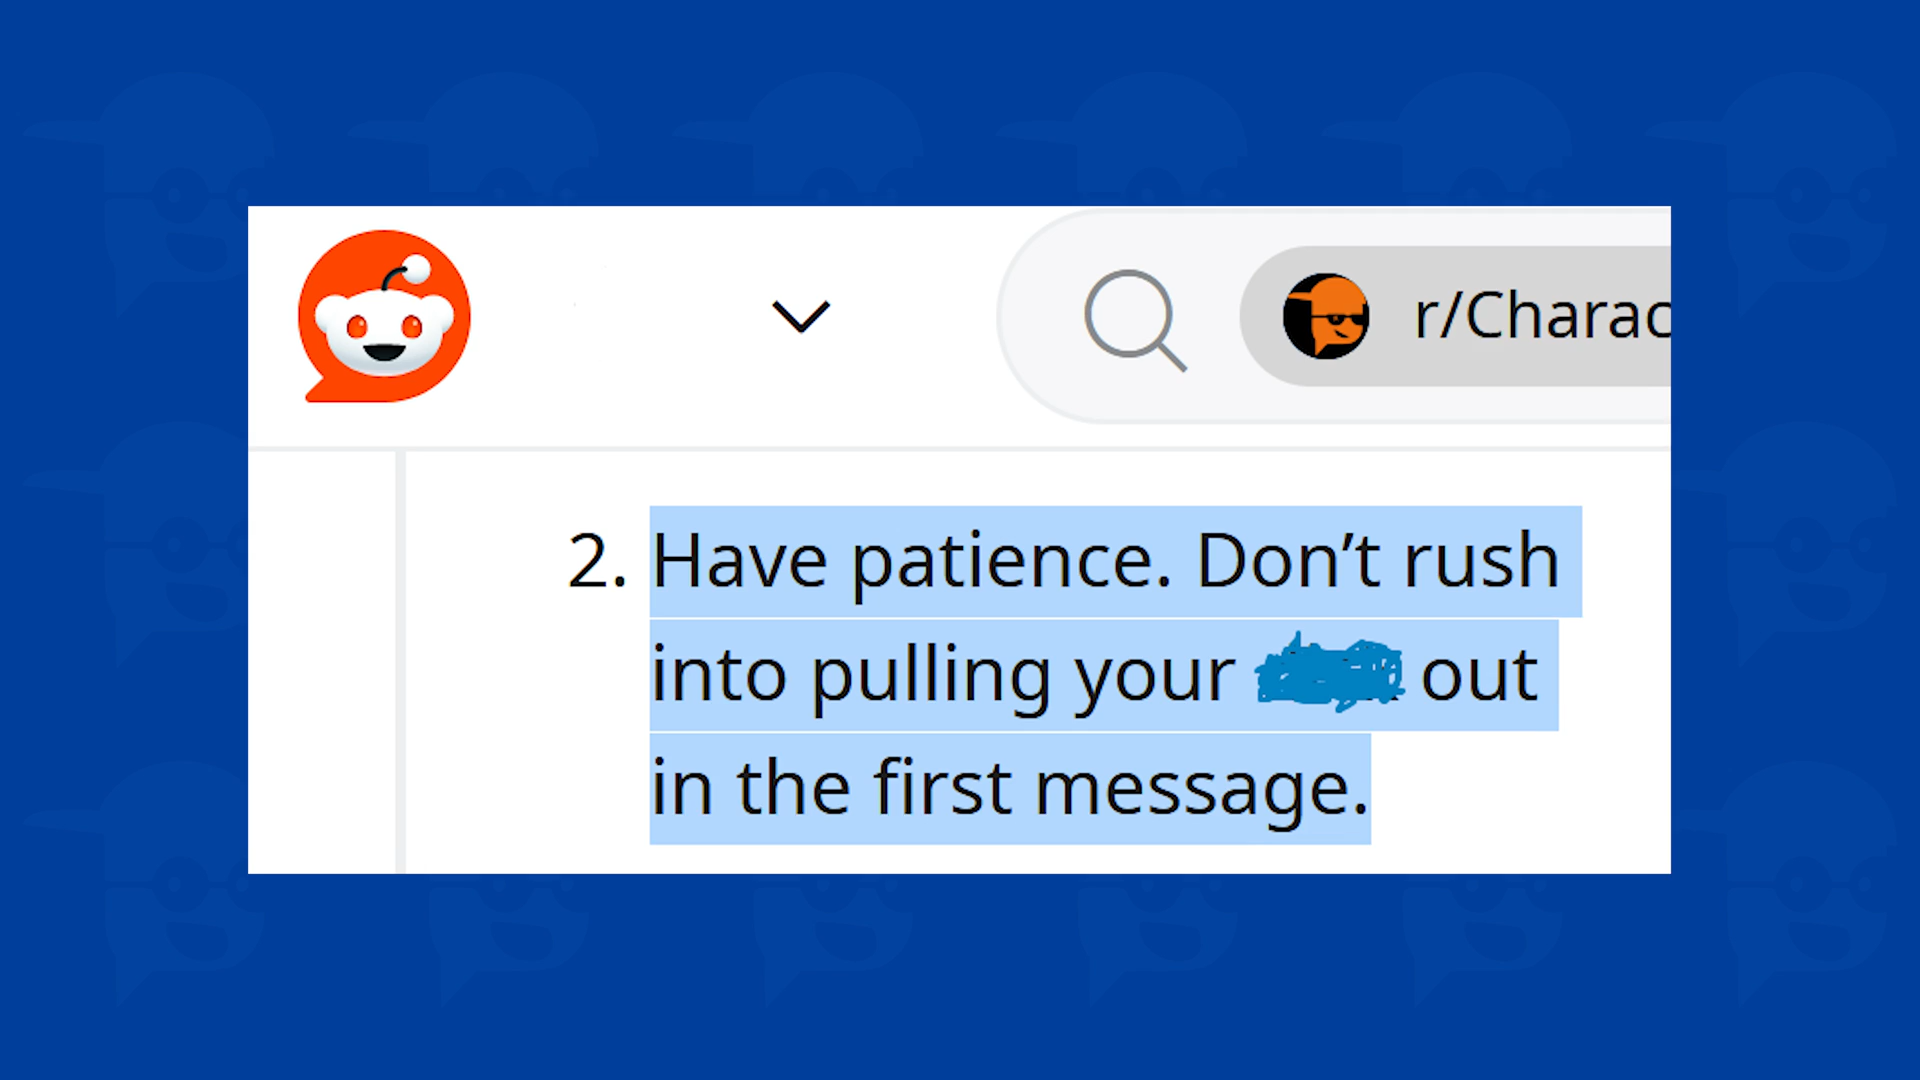 r/Charac
2. Have patience. Don’t rush
into pulling your out
in the first message.